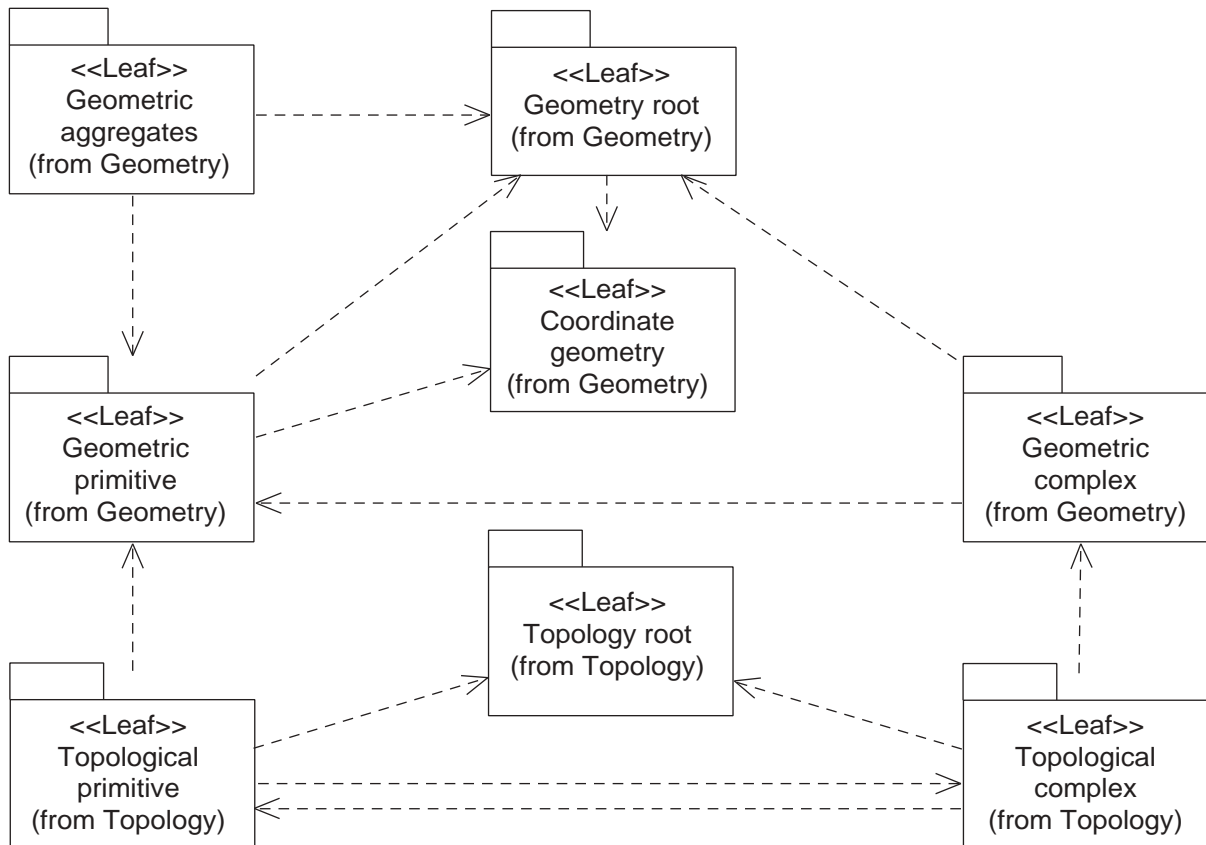 <<Leaf>>
Geometric
aggregates
(from Geometry)
<<Leaf>>
Geometry root
(from Geometry)
<<Leaf>>
Coordinate
geometry
(from Geometry)
<<Leaf>>
Geometric
primitive
(from Geometry)
<<Leaf>>
Geometric
complex
(from Geometry)
<<Leaf>>
Topology root
(from Topology)
<<Leaf>>
Topological
primitive
(from Topology)
<<Leaf>>
Topological
complex
(from Topology)